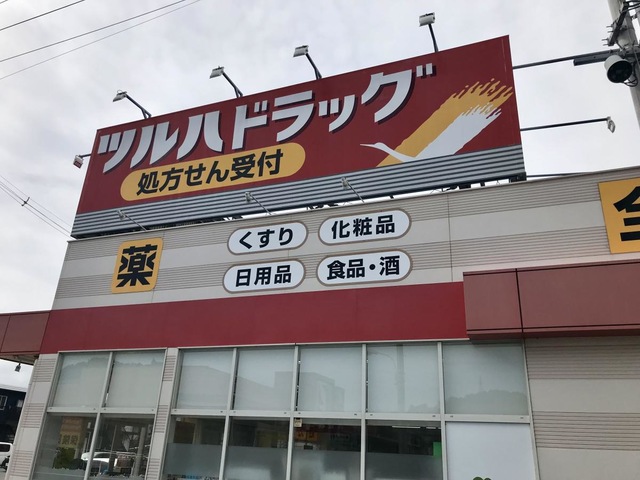 ツルハドラッグ
処方せん受付
薬
くすり
化粧品
日用品
食品・酒